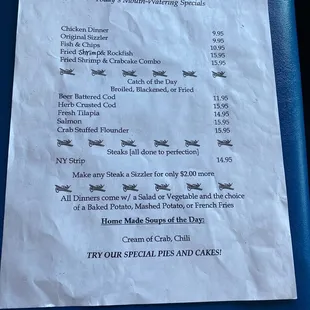 Today's Mouth-Watering Specials
Chicken Dinner 9.95
Original Sizzler 9.95
Fish & Chips 10.95
Fried Shrimp & Rockfish 15.95
Fried Shrimp & Crabcake Combo 15.95
Catch of the Day
Broiled, Blackened, or Fried
Beer Battered Cod 11.95
Herb Crusted Cod 15.95
Fresh Tilapia 14.95
Salmon 15.95
Crab Stuffed Flounder 15.95
Steaks [all done to perfection]
NY Strip 14.95
Make any Steak a Sizzler for only $2.00 more
All Dinners come w/ a Salad or Vegetable and the choice
of a Baked Potato, Mashed Potato, or French Fries
Home Made Soups of the Day:
Cream of Crab, Chili
TRY OUR SPECIAL PIES AND CAKES!